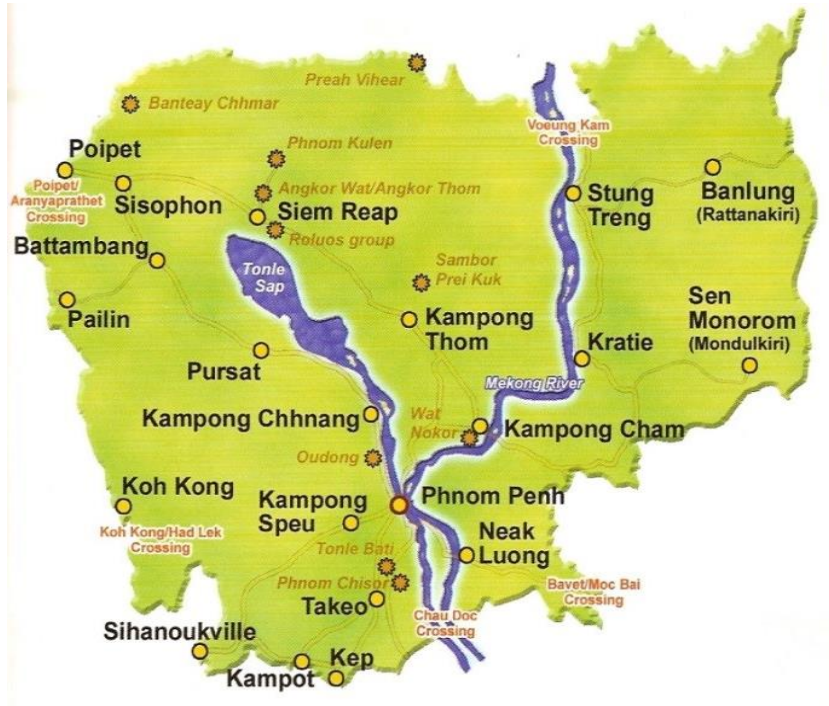 Preah Vihear
Banteay Chhmar
Voeung Kam
Crossing
Poipet
Phnom Kulen
Poipet/
Aranyaprathet
Crossing
Sisophon
Angkor Wat/Angkor Thom
Siem Reap
Stung
Treng
Banlung
(Rattanakiri)
Battambang
Roluos group
Tonle
Sap
Sambor
Prei Kuk
Pailin
Kampong
Thom
Sen
Monorom
(Mondulkiri)
Kratie
Pursat
Mekong River
Kampong Chhnang
Wat
Nokor
Kampong Cham
Oudong
Koh Kong
Kampong
Speu
Phnom Penh
Koh Kong/Had Lek
Crossing
Neak
Luong
Tonle Bati
Phnom Chisor
Bavet/Moc Bai
Crossing
Takeo
Chau Doc
Crossing
Sihanoukville
Kampot
Kep